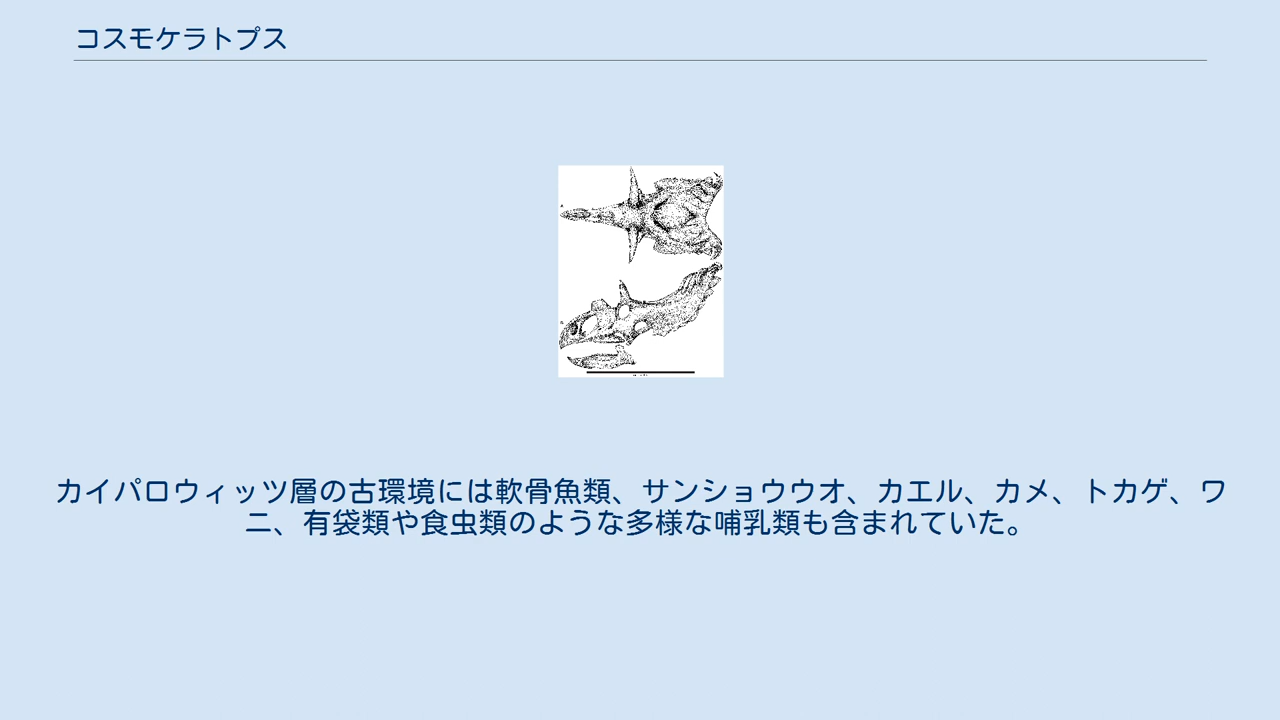 コスモケラトプス
カイパロウィッツ層の古環境には軟骨魚類、サンショウウオ、カエル、カメ、トカゲ、ワ
ニ、有袋類や食虫類のような多様な哺乳類も含まれていた。